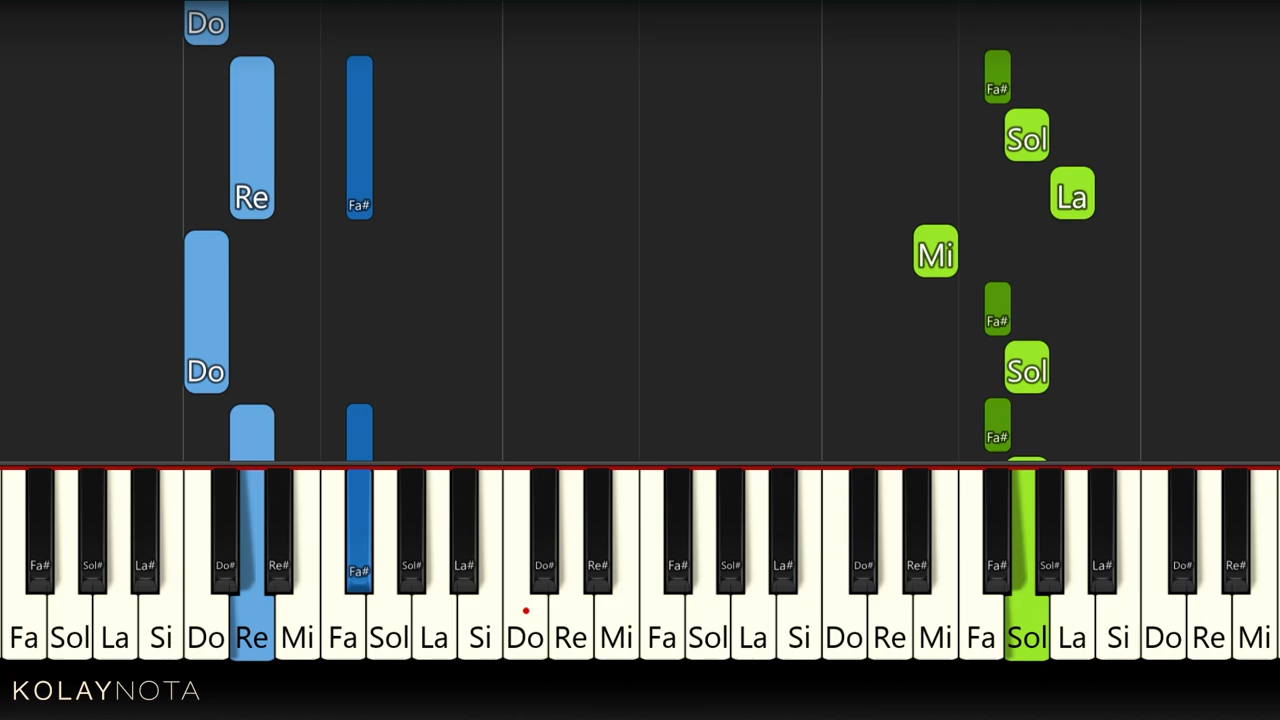 Do
Fa#
Sol
Re Fa# La
Mi
Fa#
Do Sol
Fa#
Fa# Sol# La# Do# Re# Fa# Sol# La# Do# Re# Fa# Sol# La# Do# Re# Fa# Sol# La# Do# Re#
Fa Sol La Si Do Re Mi Fa Sol La Si Do Re Mi Fa Sol La Si Do Re Mi Fa Sol La Si Do Re Mi
KOLAYNOTA